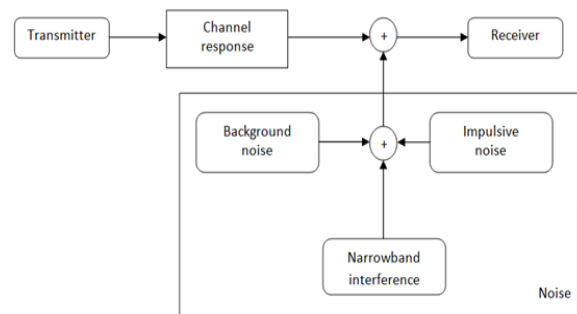 Transmitter
Channel
response
+
Receiver
Background
noise
+
Impulsive
noise
Narrowband
interference
Noise